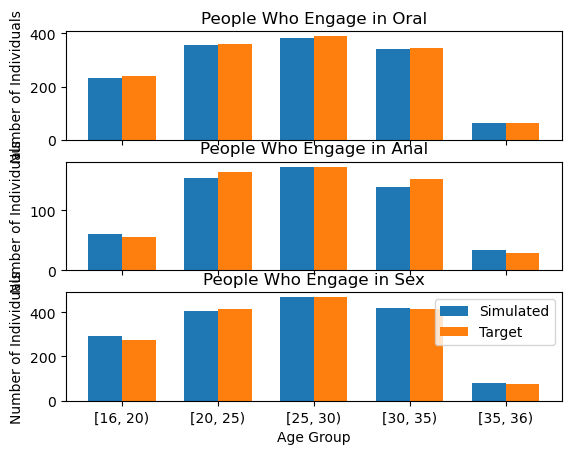 People Who Engage in Oral
Number of Individuals
400
200
0
People Who Engage in Anal
Number of Individuals
100
0
People Who Engage in Sex
Number of Individuals
400
200
0
Simulated
Target
[16, 20)
[20, 25)
[25, 30)
[30, 35)
[35, 36)
Age Group